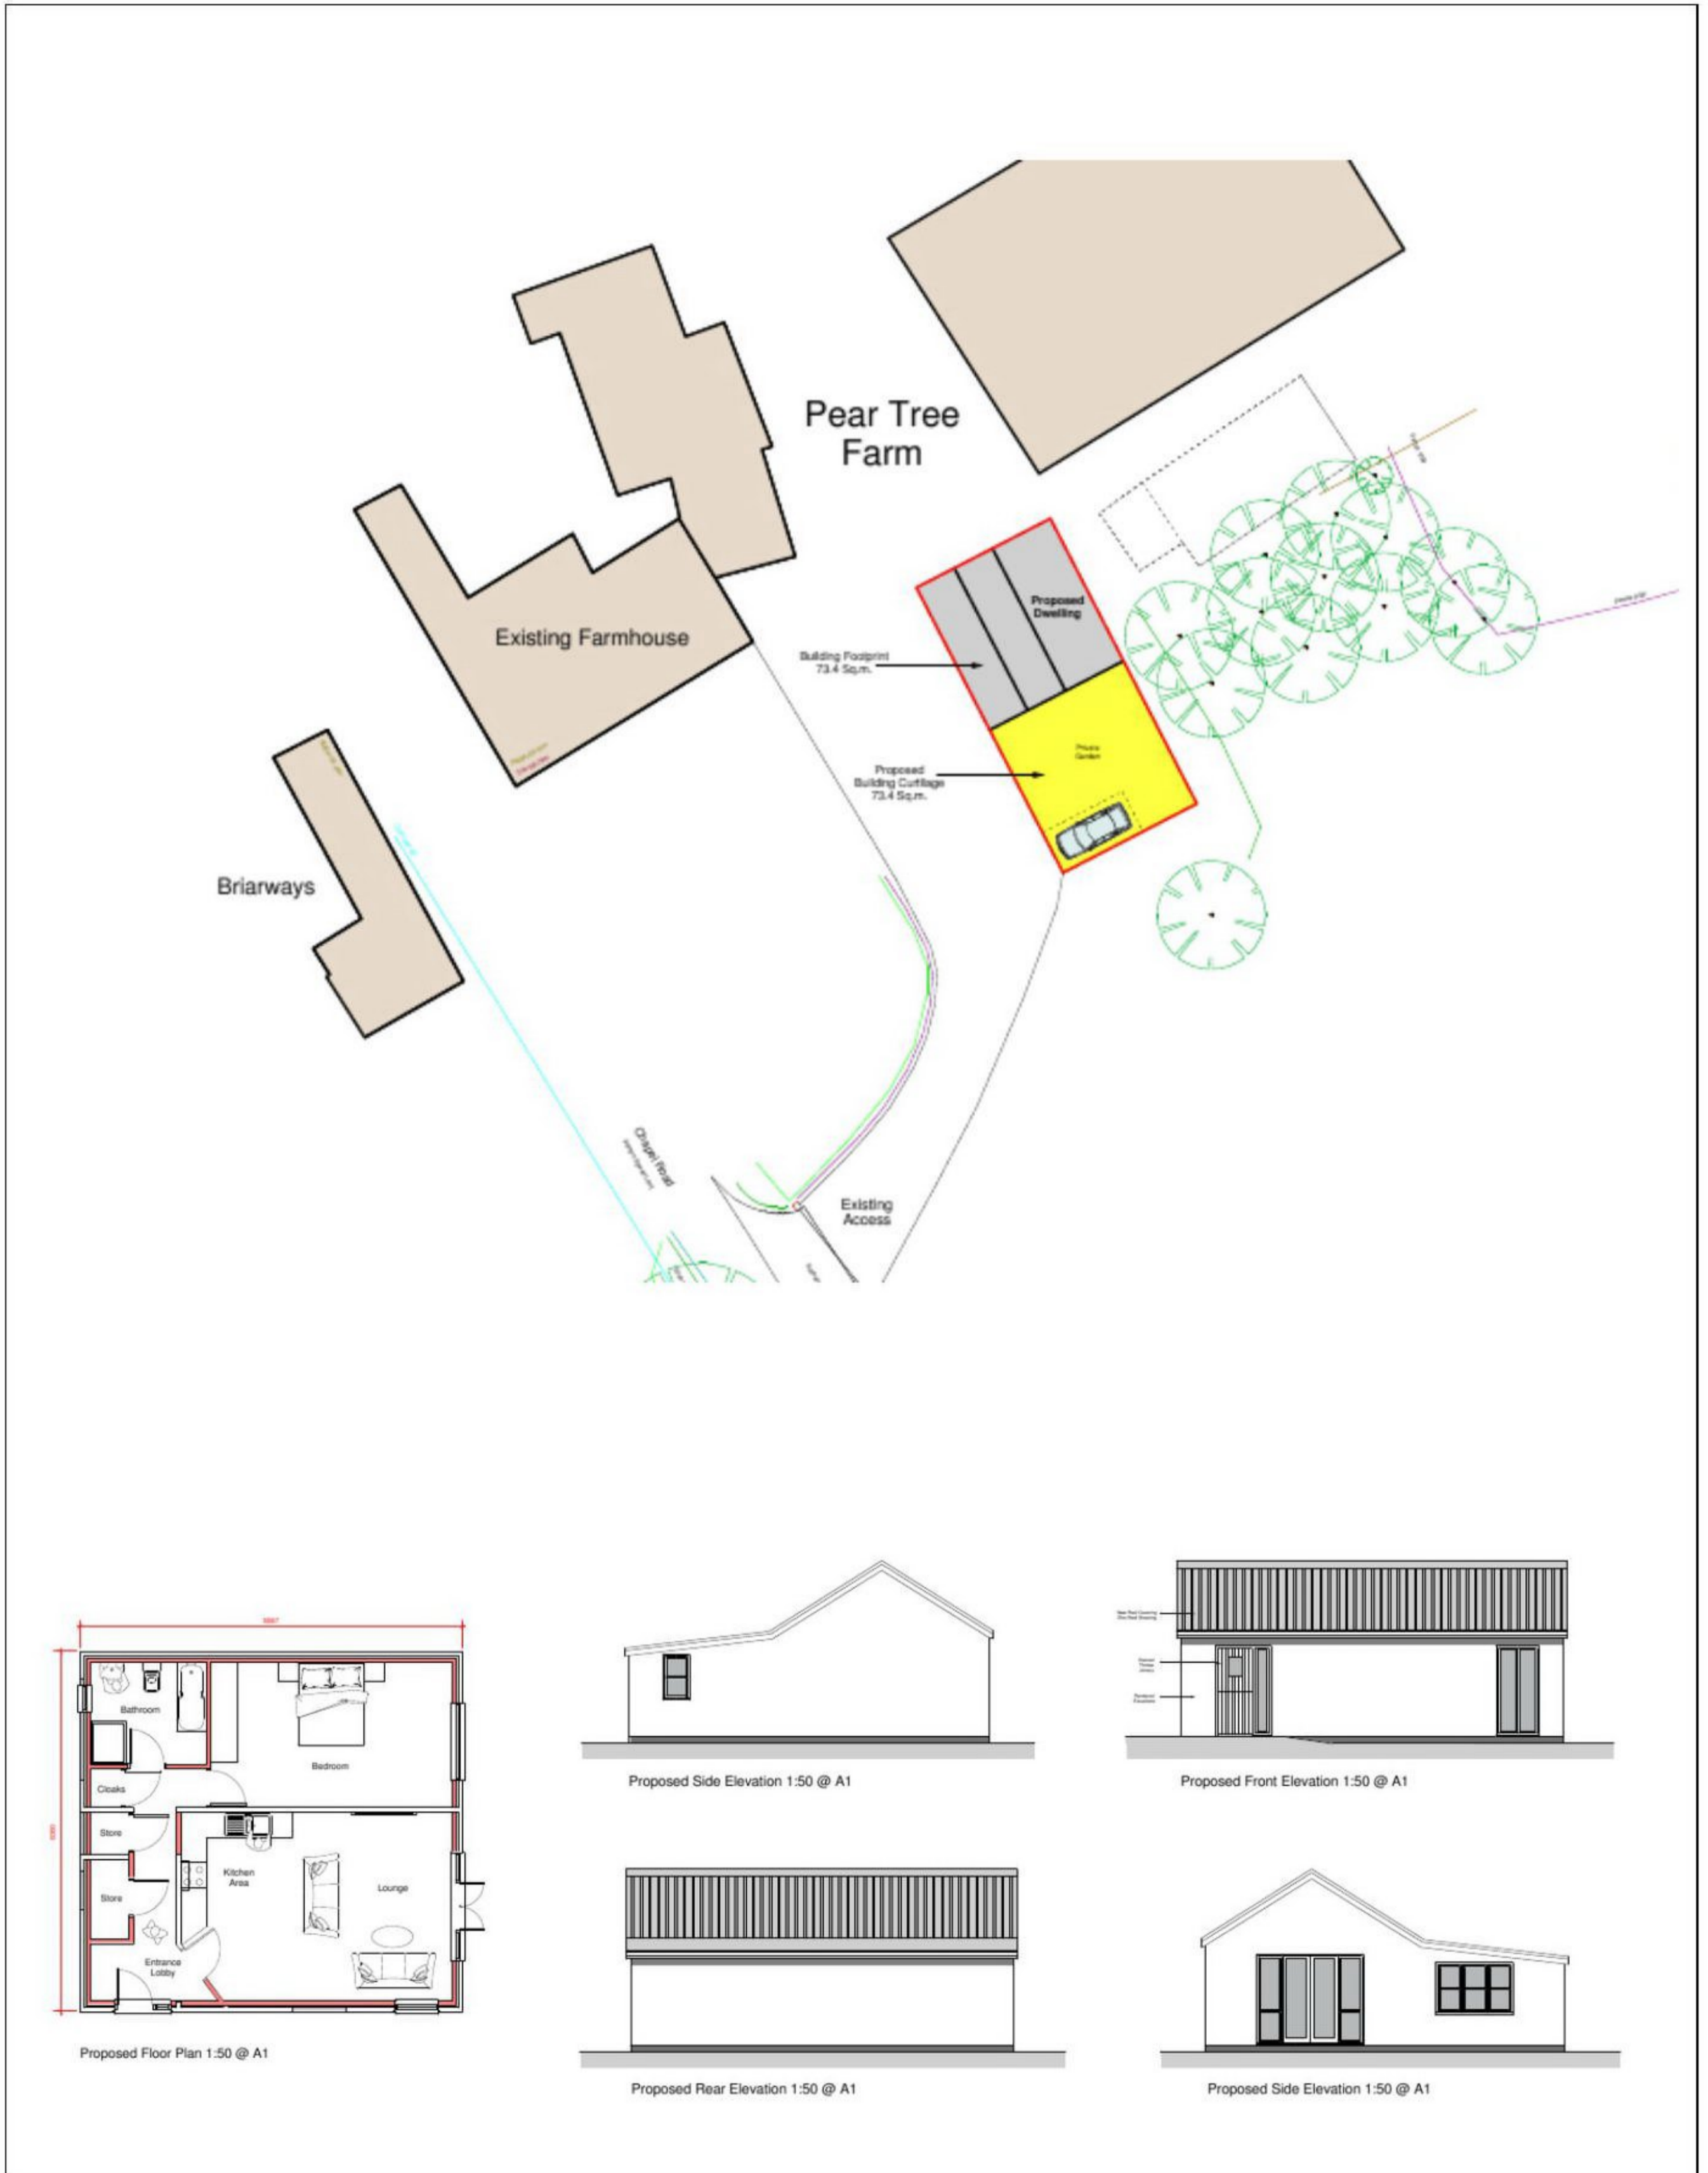 Pear Tree
Farm
Existing Farmhouse
Proposed
Dwelling
Building Footprint
73.4 Sq.m.
Private
Garden
Proposed
Building Curtilage
73.4 Sq.m.
Briarways
Chapel Road
Existing
Access
Bathroom
Bedroom
Cloaks
Store
Kitchen
Area
Store
Lounge
Entrance
Lobby
Proposed Floor Plan 1:50 @ A1
Proposed Side Elevation 1:50 @ A1
Proposed Front Elevation 1:50 @ A1
Proposed Rear Elevation 1:50 @ A1
Proposed Side Elevation 1:50 @ A1